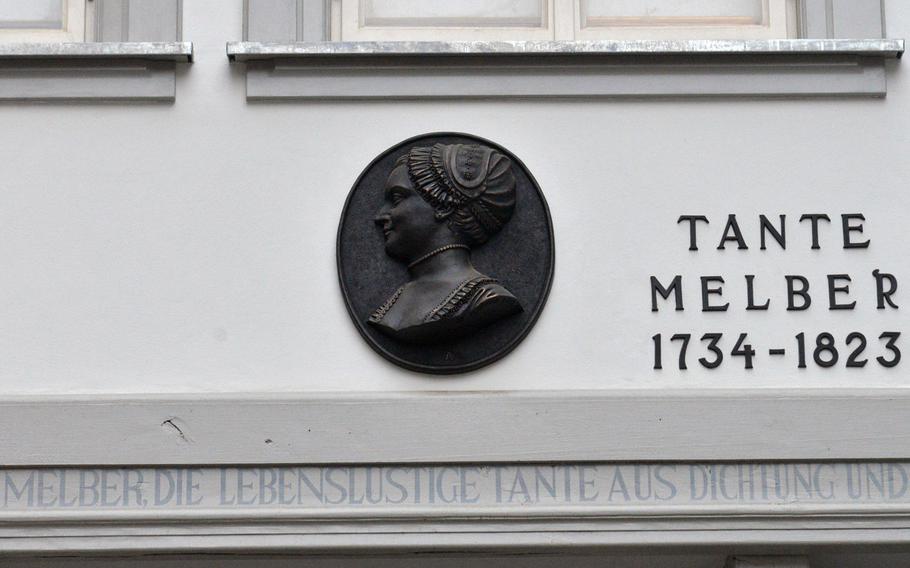 TANTE
MELBER
1734-1823
MELBER, DIE LEBENSLUSTIGE TANTE AUS DICHTUNG UND